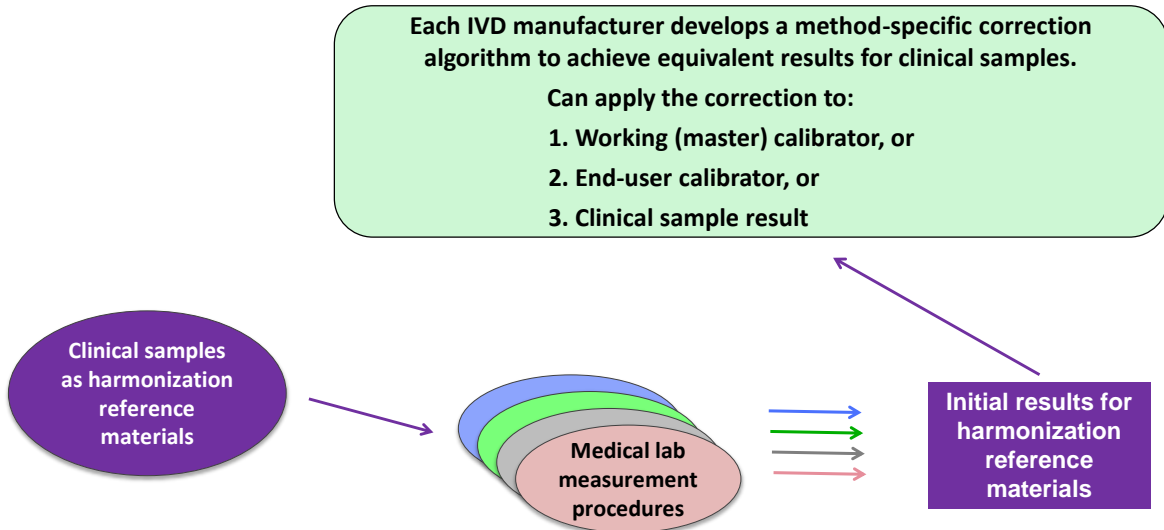 Each IVD manufacturer develops a method-specific correction
algorithm to achieve equivalent results for clinical samples.
Can apply the correction to:
1. Working (master) calibrator, or
2. End-user calibrator, or
3. Clinical sample result
Clinical samples
as harmonization
reference
materials
Medical lab
measurement
procedures
Initial results for
harmonization
reference
materials